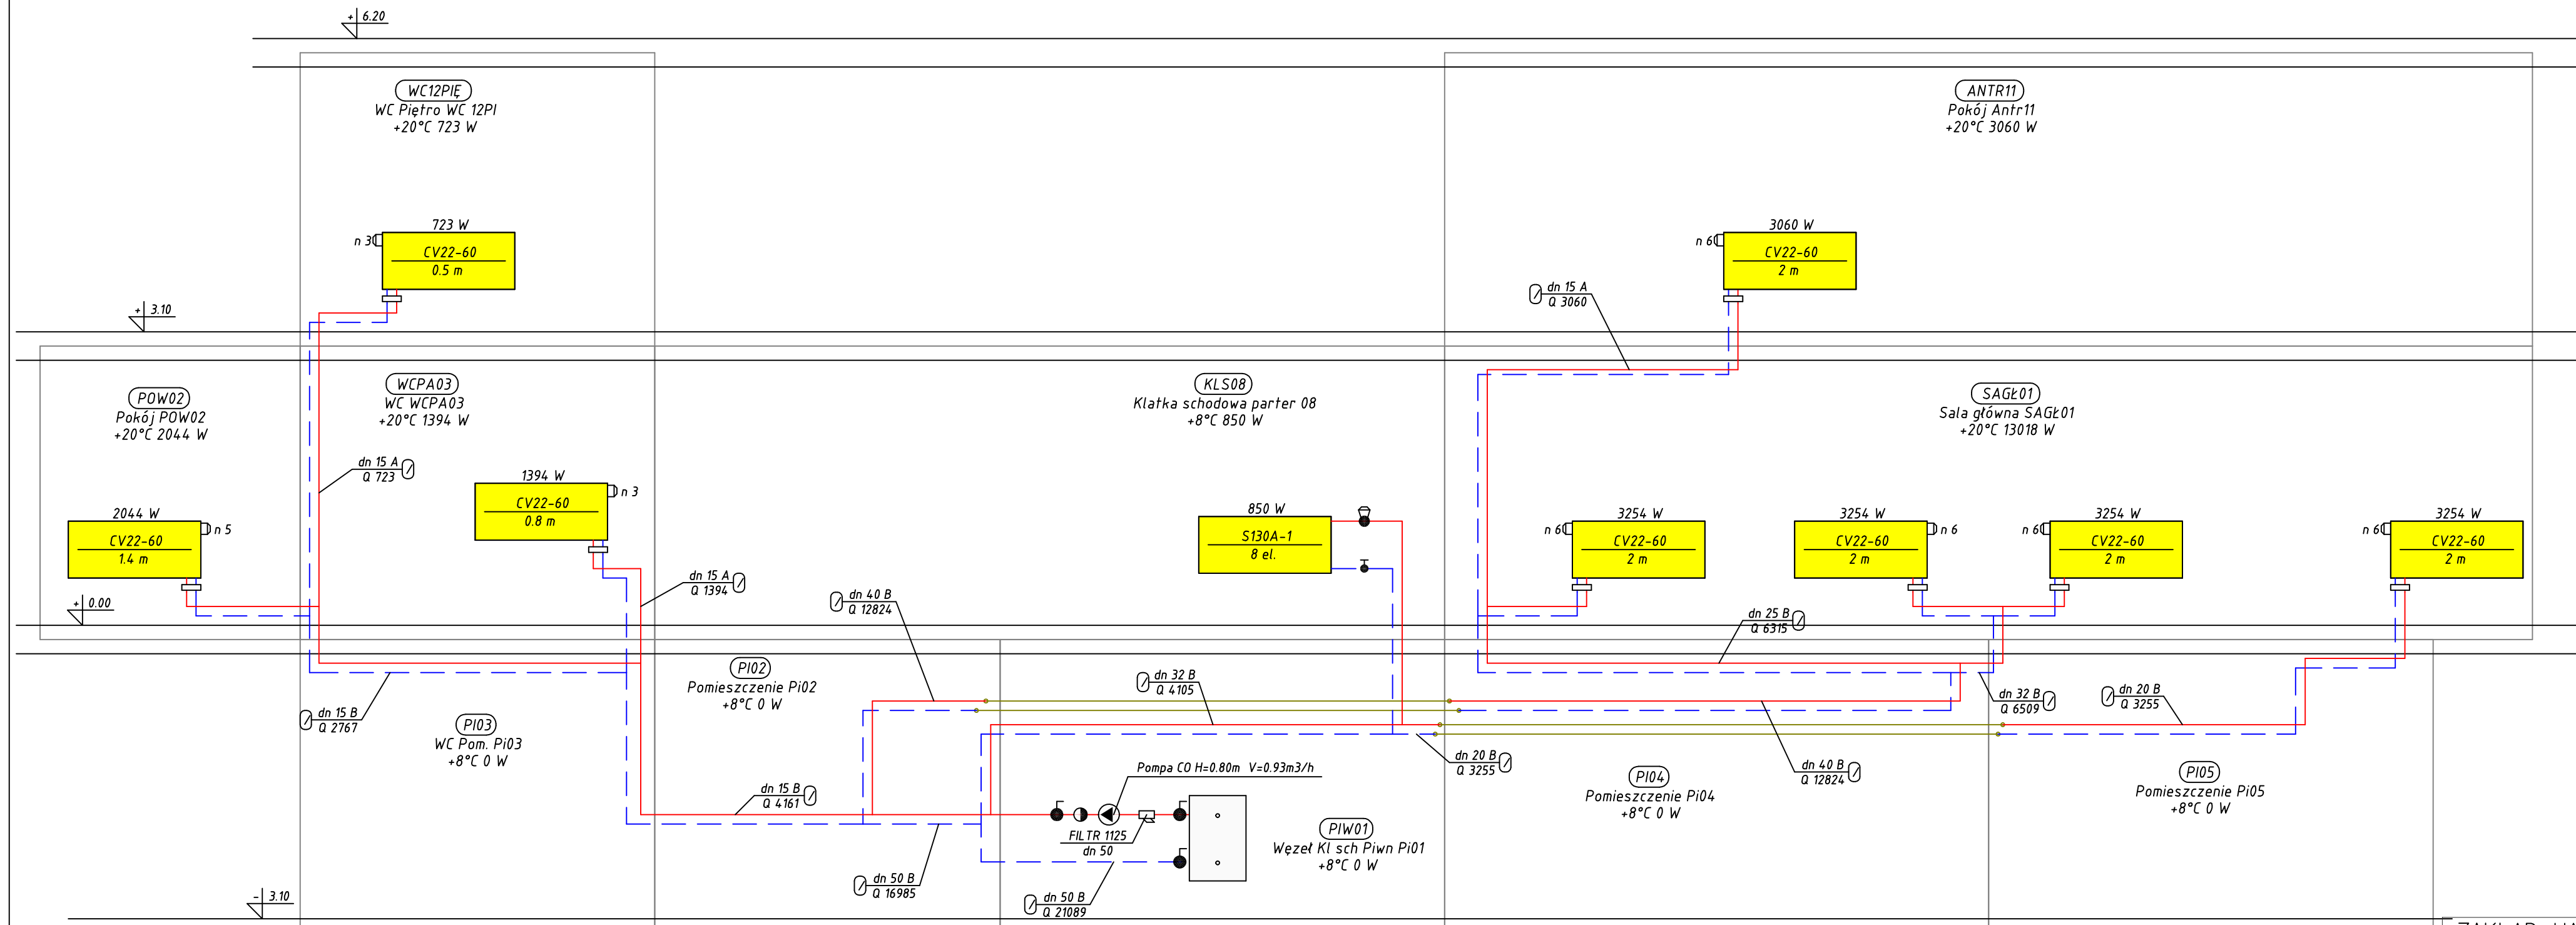 + 6.20
WC12PIĘ
WC Piętro WC 12PI
+20°C 723 W
ANTR11
Pokój Antr11
+20°C 3060 W
723 W
n 3
CV22-60
0.5 m
3060 W
n 6
CV22-60
2 m
dn 15 A
Q 3060
+ 3.10
POW02
Pokój POW02
+20°C 2044 W
WCPA03
WC WCPA03
+20°C 1394 W
KLS08
Klatka schodowa parter 08
+8°C 850 W
SAGŁ01
Sala główna SAGŁ01
+20°C 13018 W
dn 15 A
Q 723
1394 W
CV22-60
n 3
0.8 m
2044 W
n 5
CV22-60
1.4 m
850 W
S130A-1
8 el.
3254 W
n 6
CV22-60
2 m
3254 W
n 6
CV22-60
2 m
3254 W
n 6
CV22-60
2 m
3254 W
n 6
CV22-60
2 m
dn 15 A
Q 1394
+ 0.00
dn 40 B
Q 12824
dn 25 B
Q 6315
PI02
Pomieszczenie Pi02
+8°C 0 W
dn 32 B
Q 4105
dn 32 B
Q 6509
dn 20 B
Q 3255
dn 15 B
Q 2767
PI03
WC Pom. Pi03
+8°C 0 W
dn 20 B
Q 3255
dn 40 B
Q 12824
Pompa CO H=0.80m V=0.93m3/h
PI04
Pomieszczenie Pi04
+8°C 0 W
PI05
Pomieszczenie Pi05
+8°C 0 W
dn 15 B
Q 4161
FILTR 1125
dn 50
PIW01
Węzeł Kl sch Piwn Pi01
+8°C 0 W
dn 50 B
Q 16985
dn 50 B
Q 21089
- 3.10